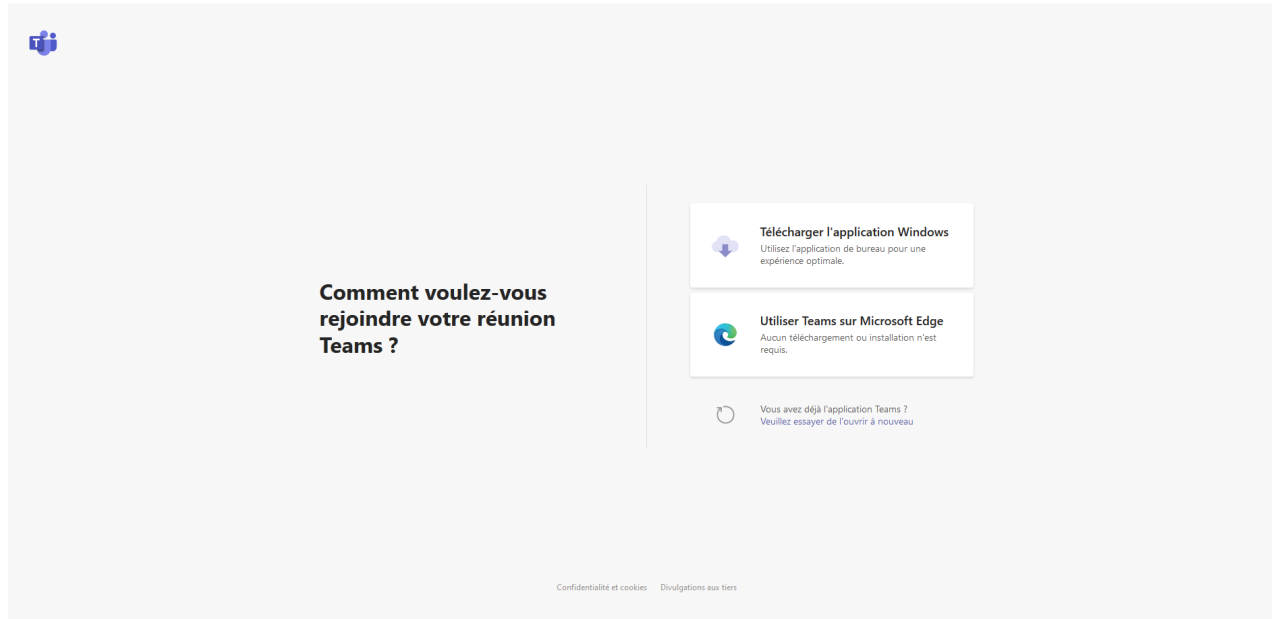 T
Comment voulez-vous
rejoindre votre réunion
Teams ?
Télécharger l'application Windows
Utilisez l'application de bureau pour une
expérience optimale.
Utiliser Teams sur Microsoft Edge
Aucun téléchargement ou installation n'est
requis.
Vous avez déjà l'application Teams ?
Veuillez essayer de l'ouvrir à nouveau
Confidentialité et cookies
Divulgations aux tiers